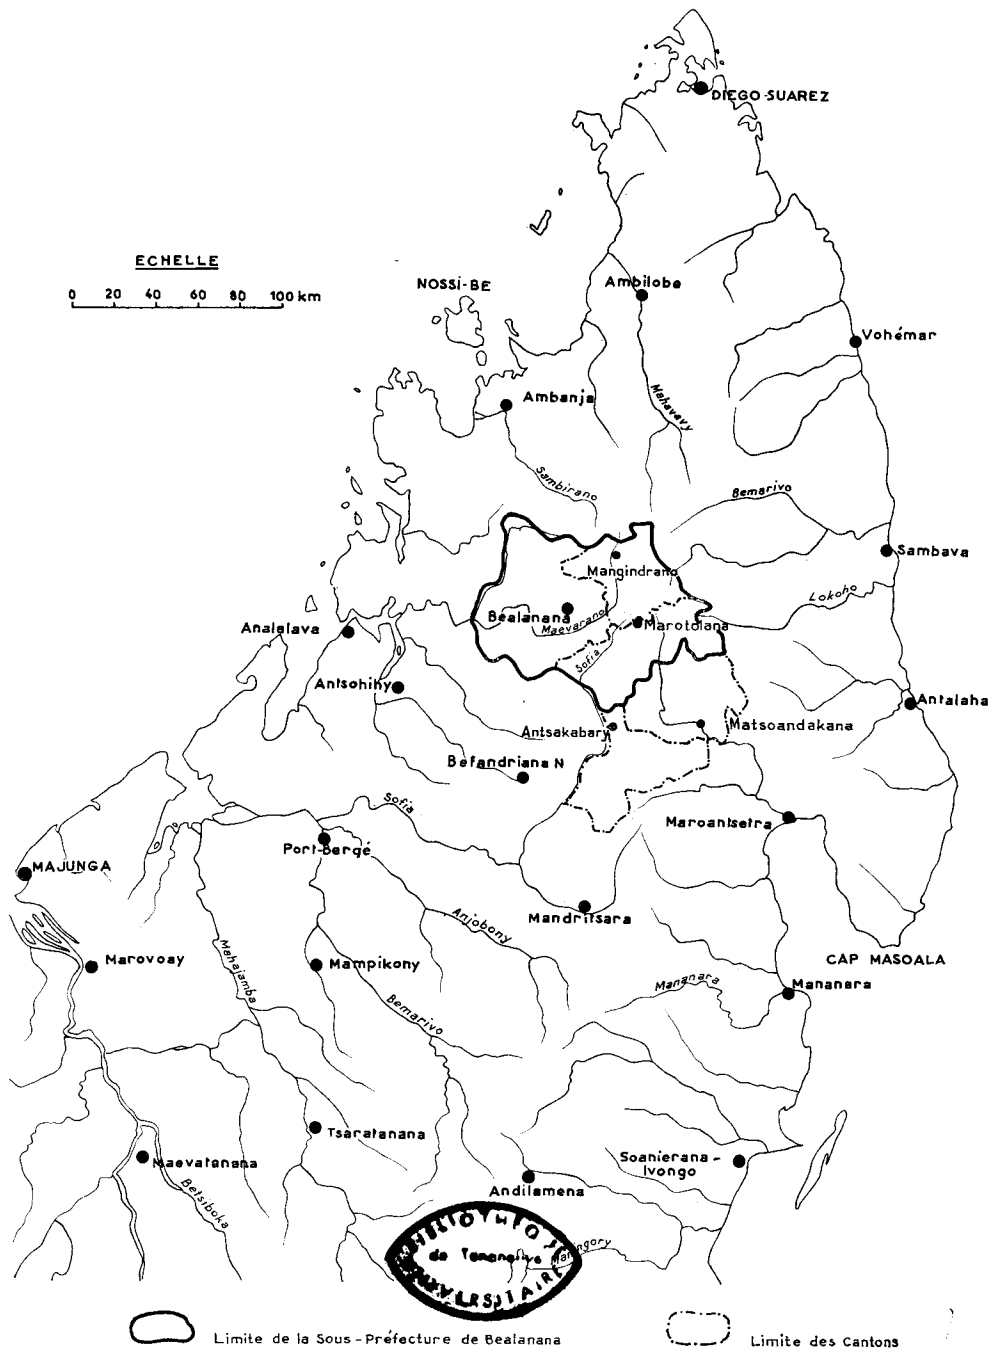 DIEGO-SUAREZ
ECHELLE
0 20 40 60 80 100 km
NOSSI-BE
Ambilobe
Vohémar
Ambanja
Mahavavy
Sambirano
Bemarivo
Sambava
Mangindrano
Lokoho
Bealanana
Maevarano
Marotolana
Analalava
Sofia
Antsohihy
Antalaha
Antsakabary
Matsoandakana
Befandriana N
Sofia
Maroantsetra
Port-Bergé
MAJUNGA
Mandritsara
Anjobony
CAP MASOALA
Marovoay
Mahajamba
Mampikony
Mananara
Mananara
Bemarivo
Tsaratanana
Soanierana-
Ivongo
Maevatanana
Betsiboka
Andilamena
de Tananarive
UNIVERSITAIRE
Maningory
Limite de la Sous-Préfecture de Bealanana
Limite des Cantons